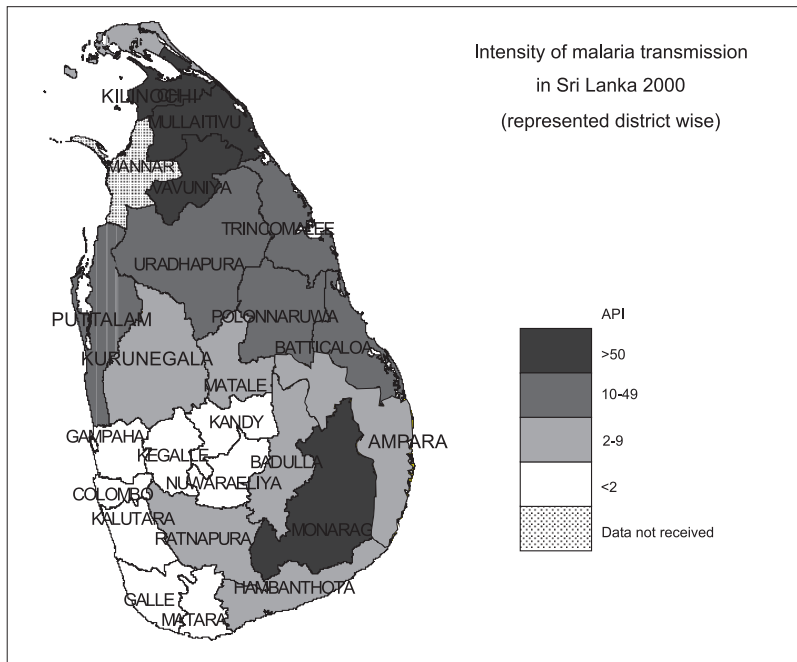 Intensity of malaria transmission
in Sri Lanka 2000
(represented district wise)
KILINOCHI
MULLAITIVU
MANNAR
VAVUNIYA
TRINCOMALEE
URADHAPURA
PUTTALAM
POLONNARUWA
KURUNEGALA
BATTICALOA
MATALE
KANDY
GAMPAHA
AMPARA
KEGALLE
BADULLA
NUWARAELIYA
COLOMBO
KALUTARA
MONARAG
RATNAPURA
HAMBANTHOTA
GALLE
MATARA
API
>50
10-49
2-9
<2
Data not received